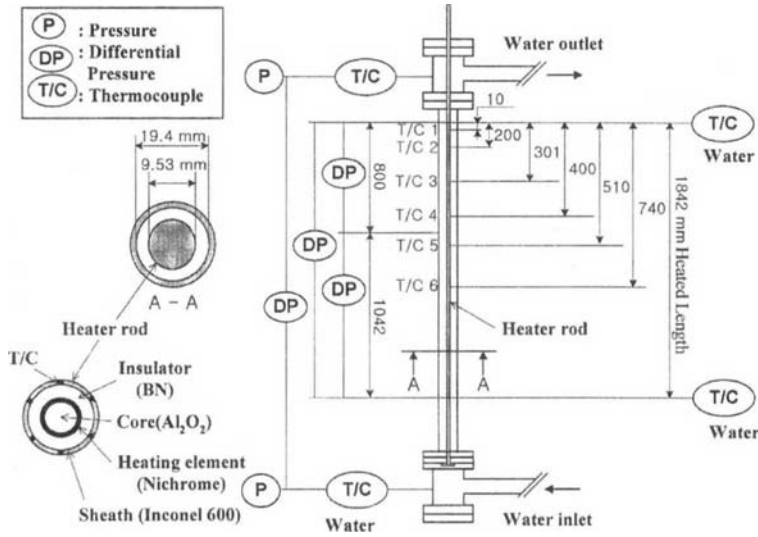 P : Pressure
DP : Differential
Pressure
T/C : Thermocouple
19.4 mm
9.53 mm
A - A
Heater rod
T/C
Insulator
(BN)
Core(Al₂O₃)
Heating element
(Nichrome)
Sheath (Inconel 600)
P
T/C
Water outlet
10
T/C 1
T/C 2
T/C 3
T/C 4
T/C 5
T/C 6
200
301
400
510
740
1842 mm Heated Length
800
1042
DP
DP
DP
DP
T/C
Water
Heater rod
A
A
T/C
Water
P
T/C
Water
Water inlet